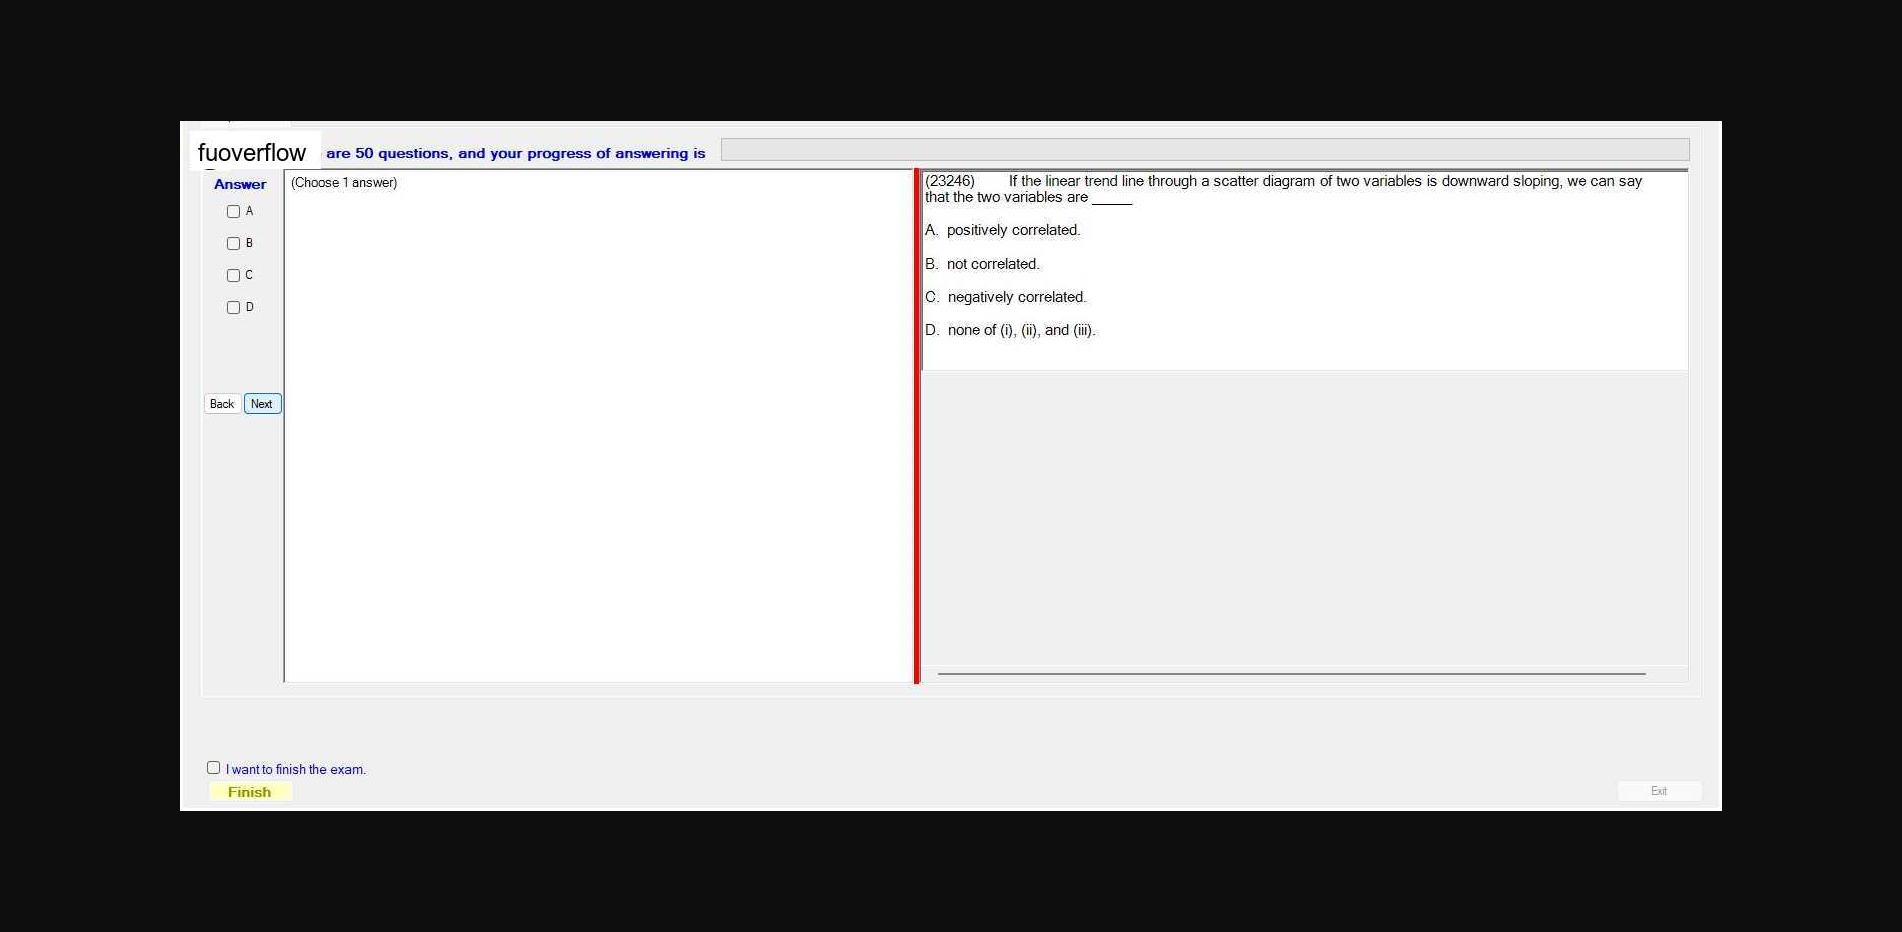 fuoverflow are 50 questions, and your progress of answering is
Answer
A
B
C
D
Back Next
(Choose 1 answer)
(23246) If the linear trend line through a scatter diagram of two variables is downward sloping, we can say
that the two variables are _____
A. positively correlated.
B. not correlated.
C. negatively correlated.
D. none of (i), (ii), and (iii).
I want to finish the exam.
Finish
Exit